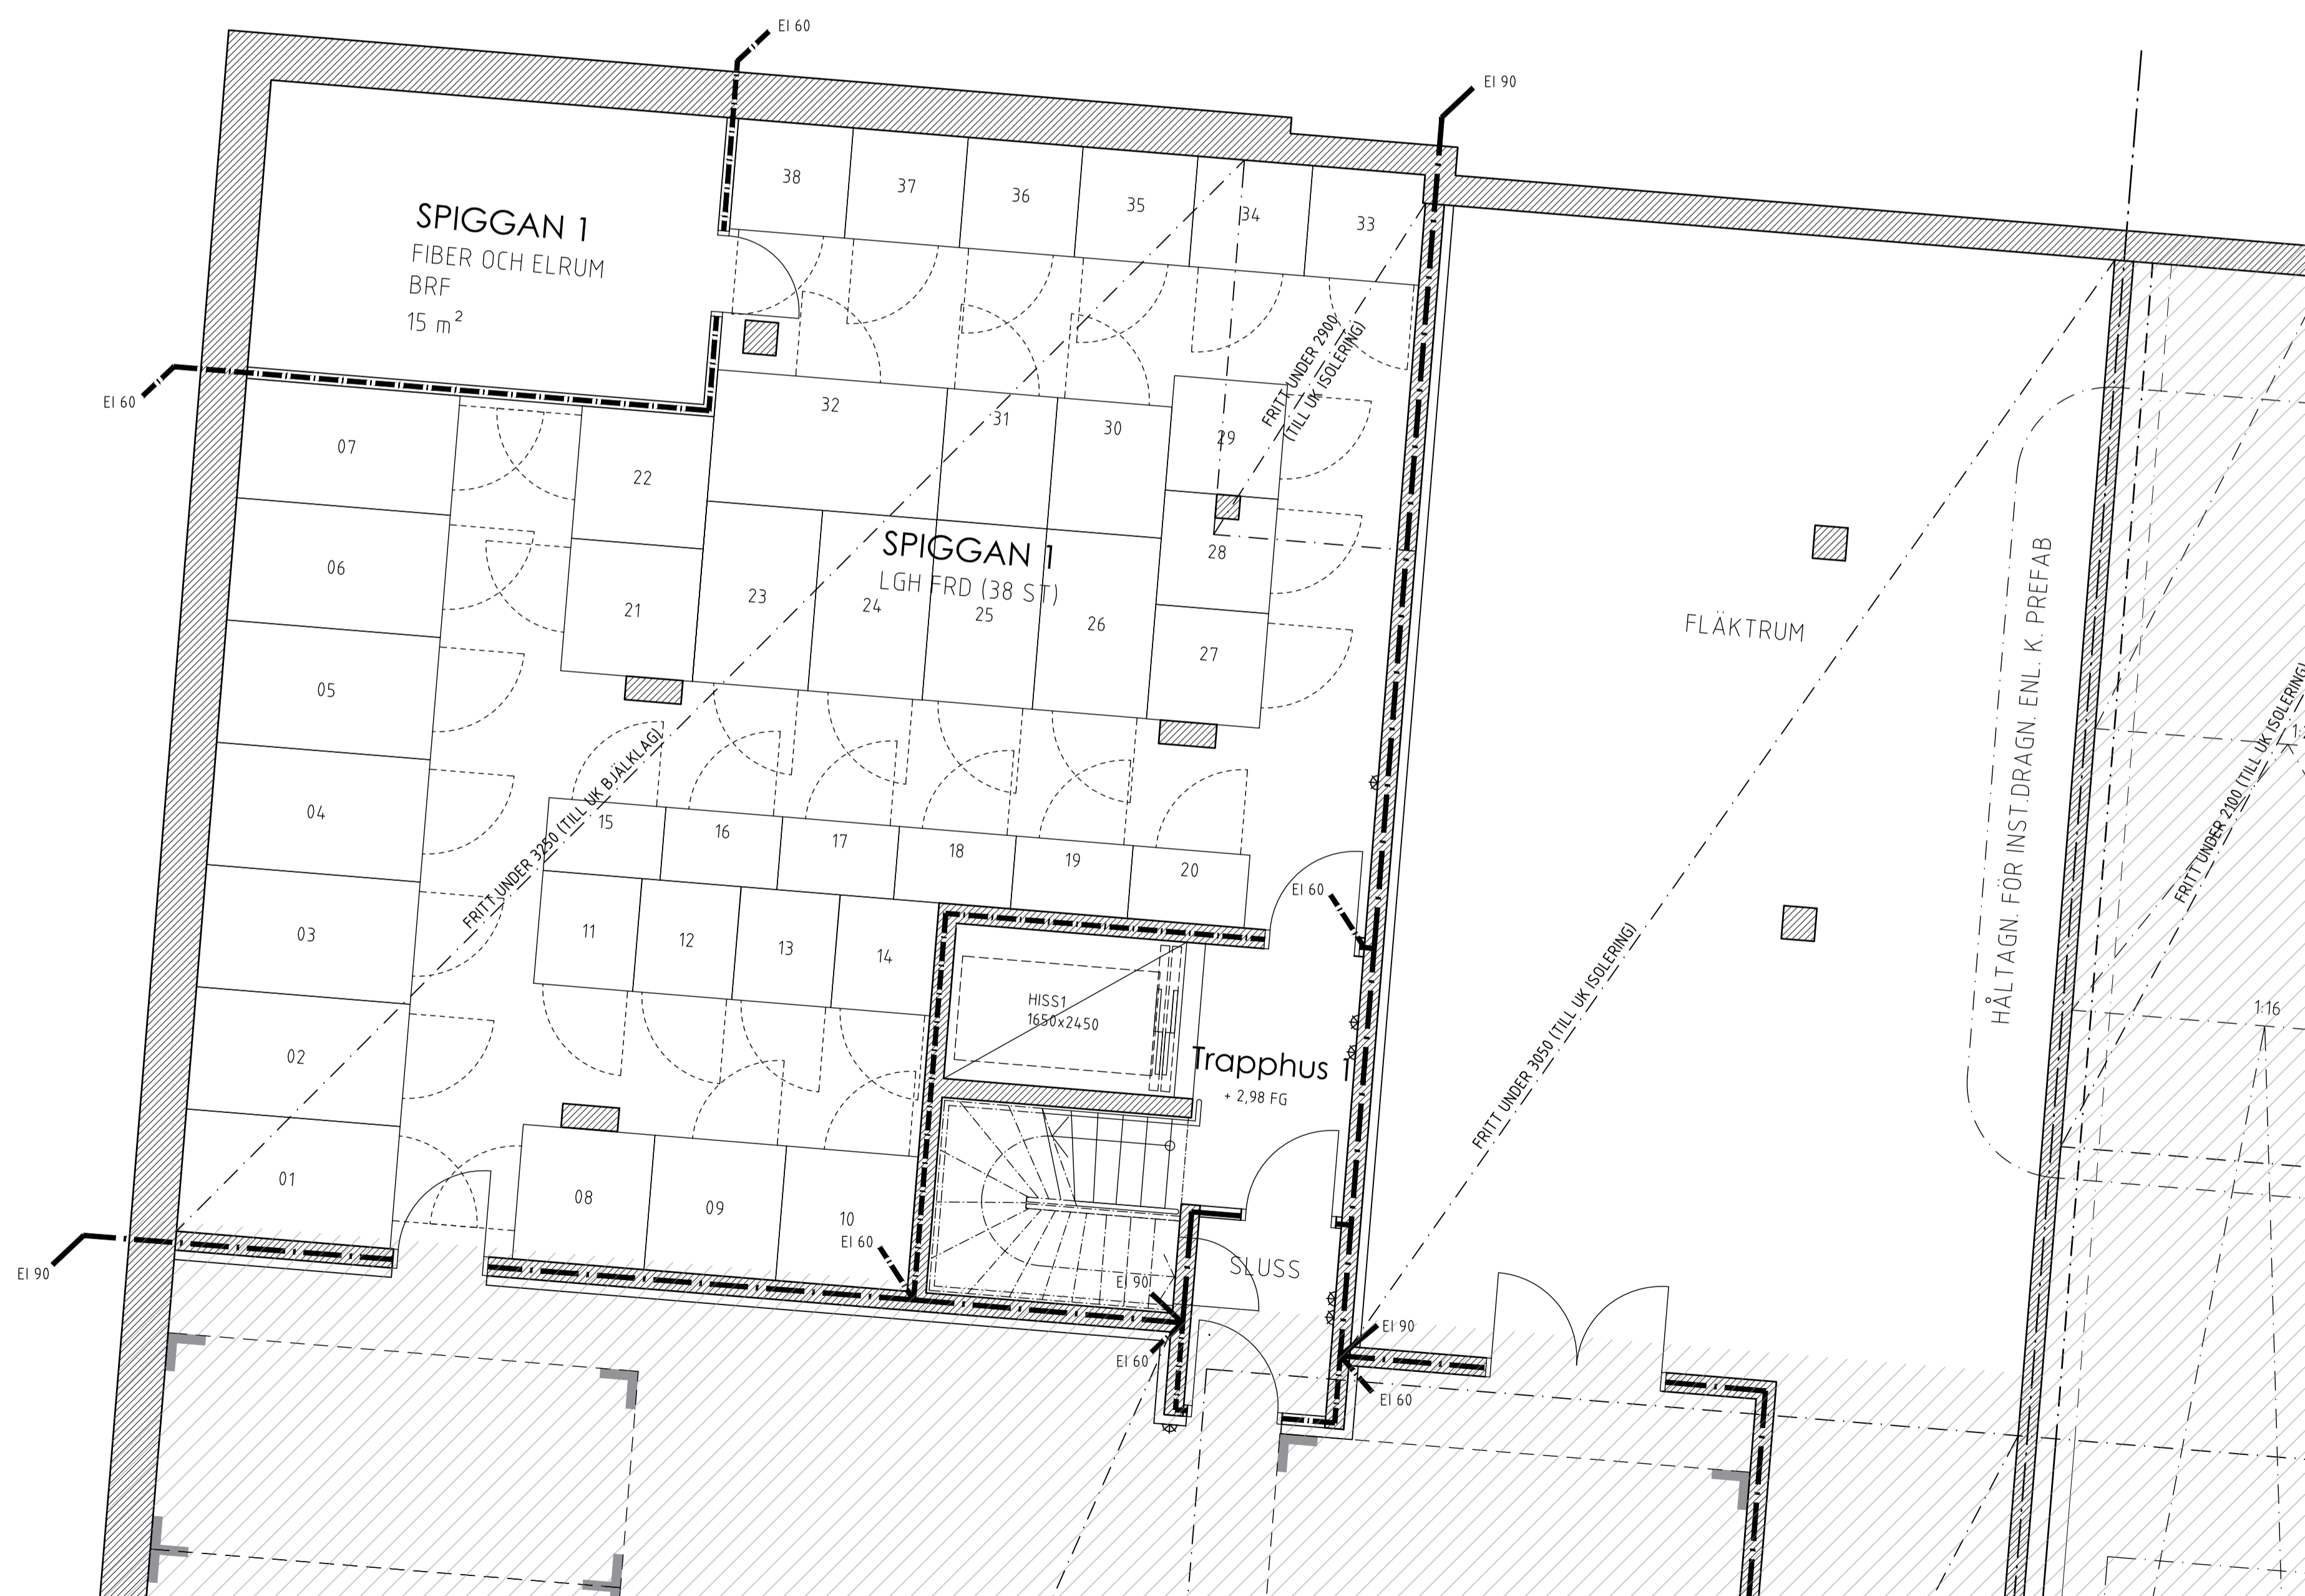 EI 60
EI 90
38
37
36
35
34
33
SPIGGAN 1
FIBER OCH ELRUM
BRF
15 m²
EI 60
FRITT UNDER 2900
(TILL UK ISOLERING)
32
31
30
29
07
22
SPIGGAN 1
LGH FRD (38 ST)
28
06
21
23
24
25
26
27
05
04
03
02
01
FRITT UNDER 3250 (TILL UK BJÄLKLAG)
15
16
17
18
19
20
11
12
13
14
EI 60
HISS1
1650x2450
Trapphus 1
+ 2,98 FG
08
09
10
EI 60
EI 90
EI 90
SLUSS
EI 60
EI 90
EI 60
FLÄKTRUM
FRITT UNDER 3050 (TILL UK ISOLERING)
HÅLTAGN. FÖR INST.DRAGN. ENL. K. PREFAB
FRITT UNDER 2100 (TILL UK ISOLERING)
1:16